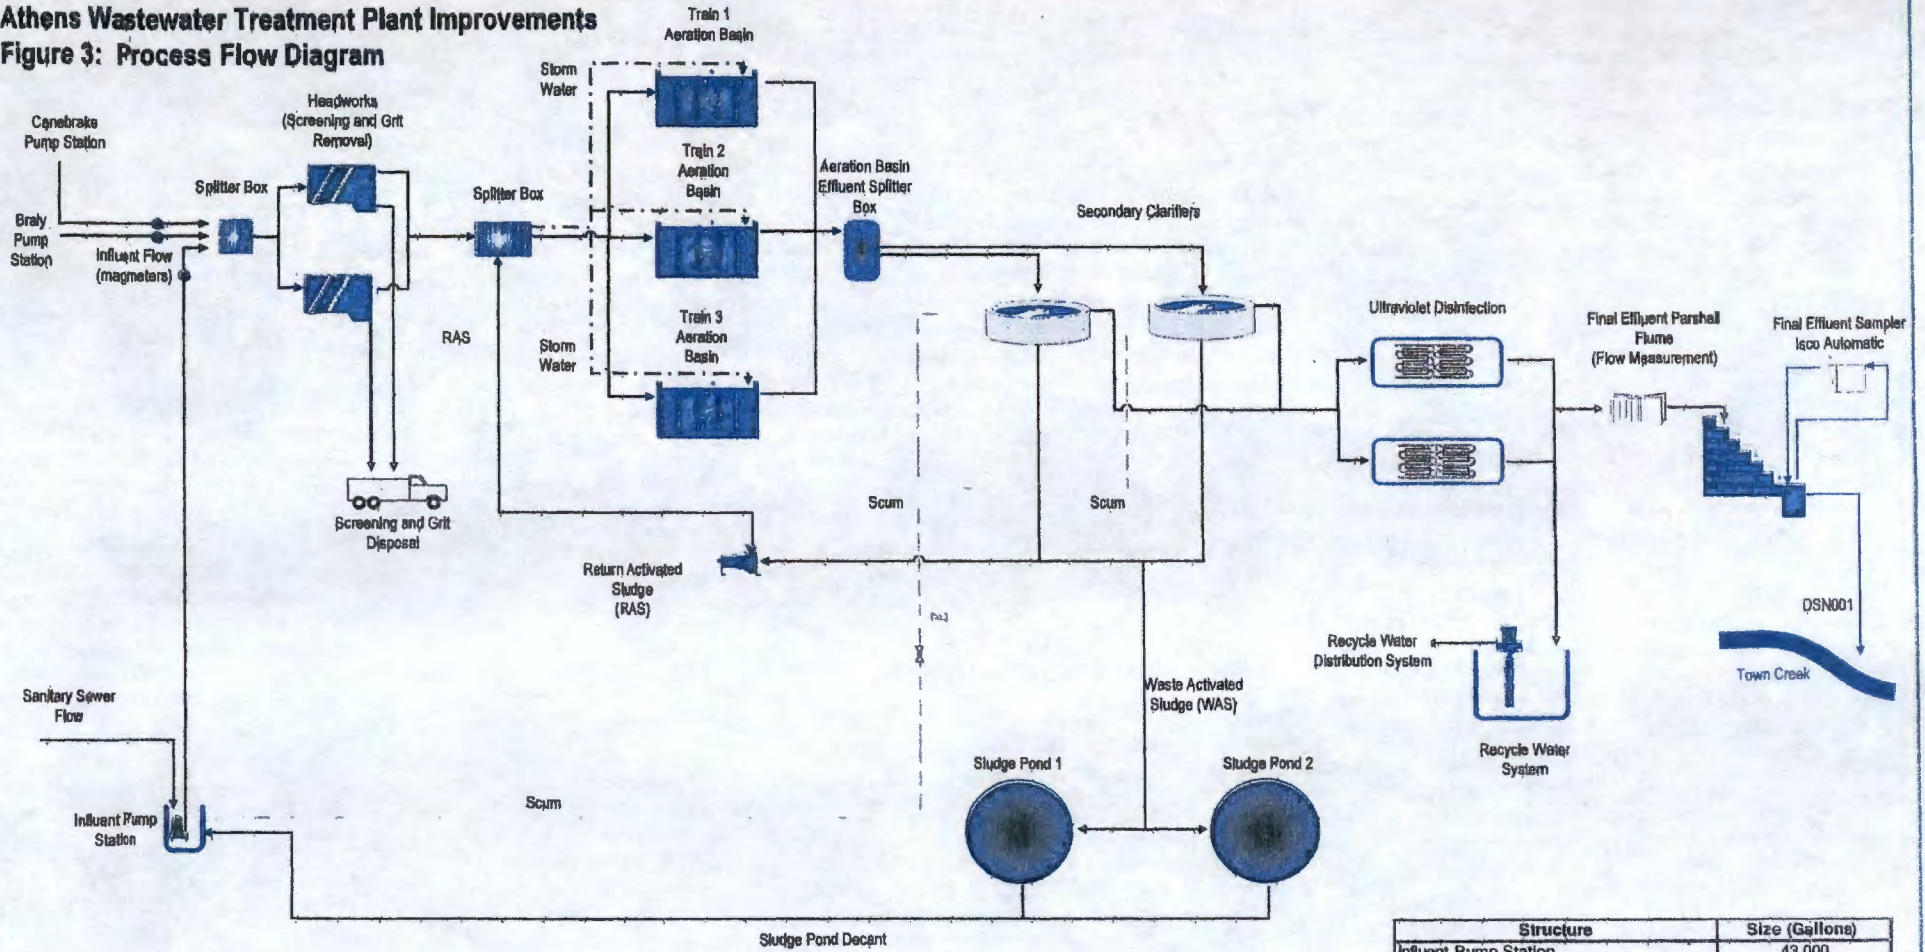 Athens Wastewater Treatment Plant Improvements
Figure 3: Process Flow Diagram
Train 1
Aeration Basin
Storm
Water
Headworks
(Screening and Grit
Removal)
Canebrake
Pump Station
Train 2
Aeration
Basin
Aeration Basin
Effluent Splitter
Box
Splitter Box
Splitter Box
Secondary Clarifiers
Braly
Pump
Station
Influent Flow
(magmeters)
Train 3
Aeration
Basin
RAS
Storm
Water
Ultraviolet Disinfection
Final Effluent Parshall
Flume
(Flow Measurement)
Final Effluent Sampler
Isco Automatic
Scum
Scum
Screening and Grit
Disposal
Return Activated
Sludge
(RAS)
DSN001
Recycle Water
Distribution System
Town Creek
Waste Activated
Sludge (WAS)
Sanitary Sewer
Flow
Recycle Water
System
Sludge Pond 1
Sludge Pond 2
Scum
Influent Pump
Station
Sludge Pond Decant
Structure Size (Gallons)
Influent Pump Station 43,000